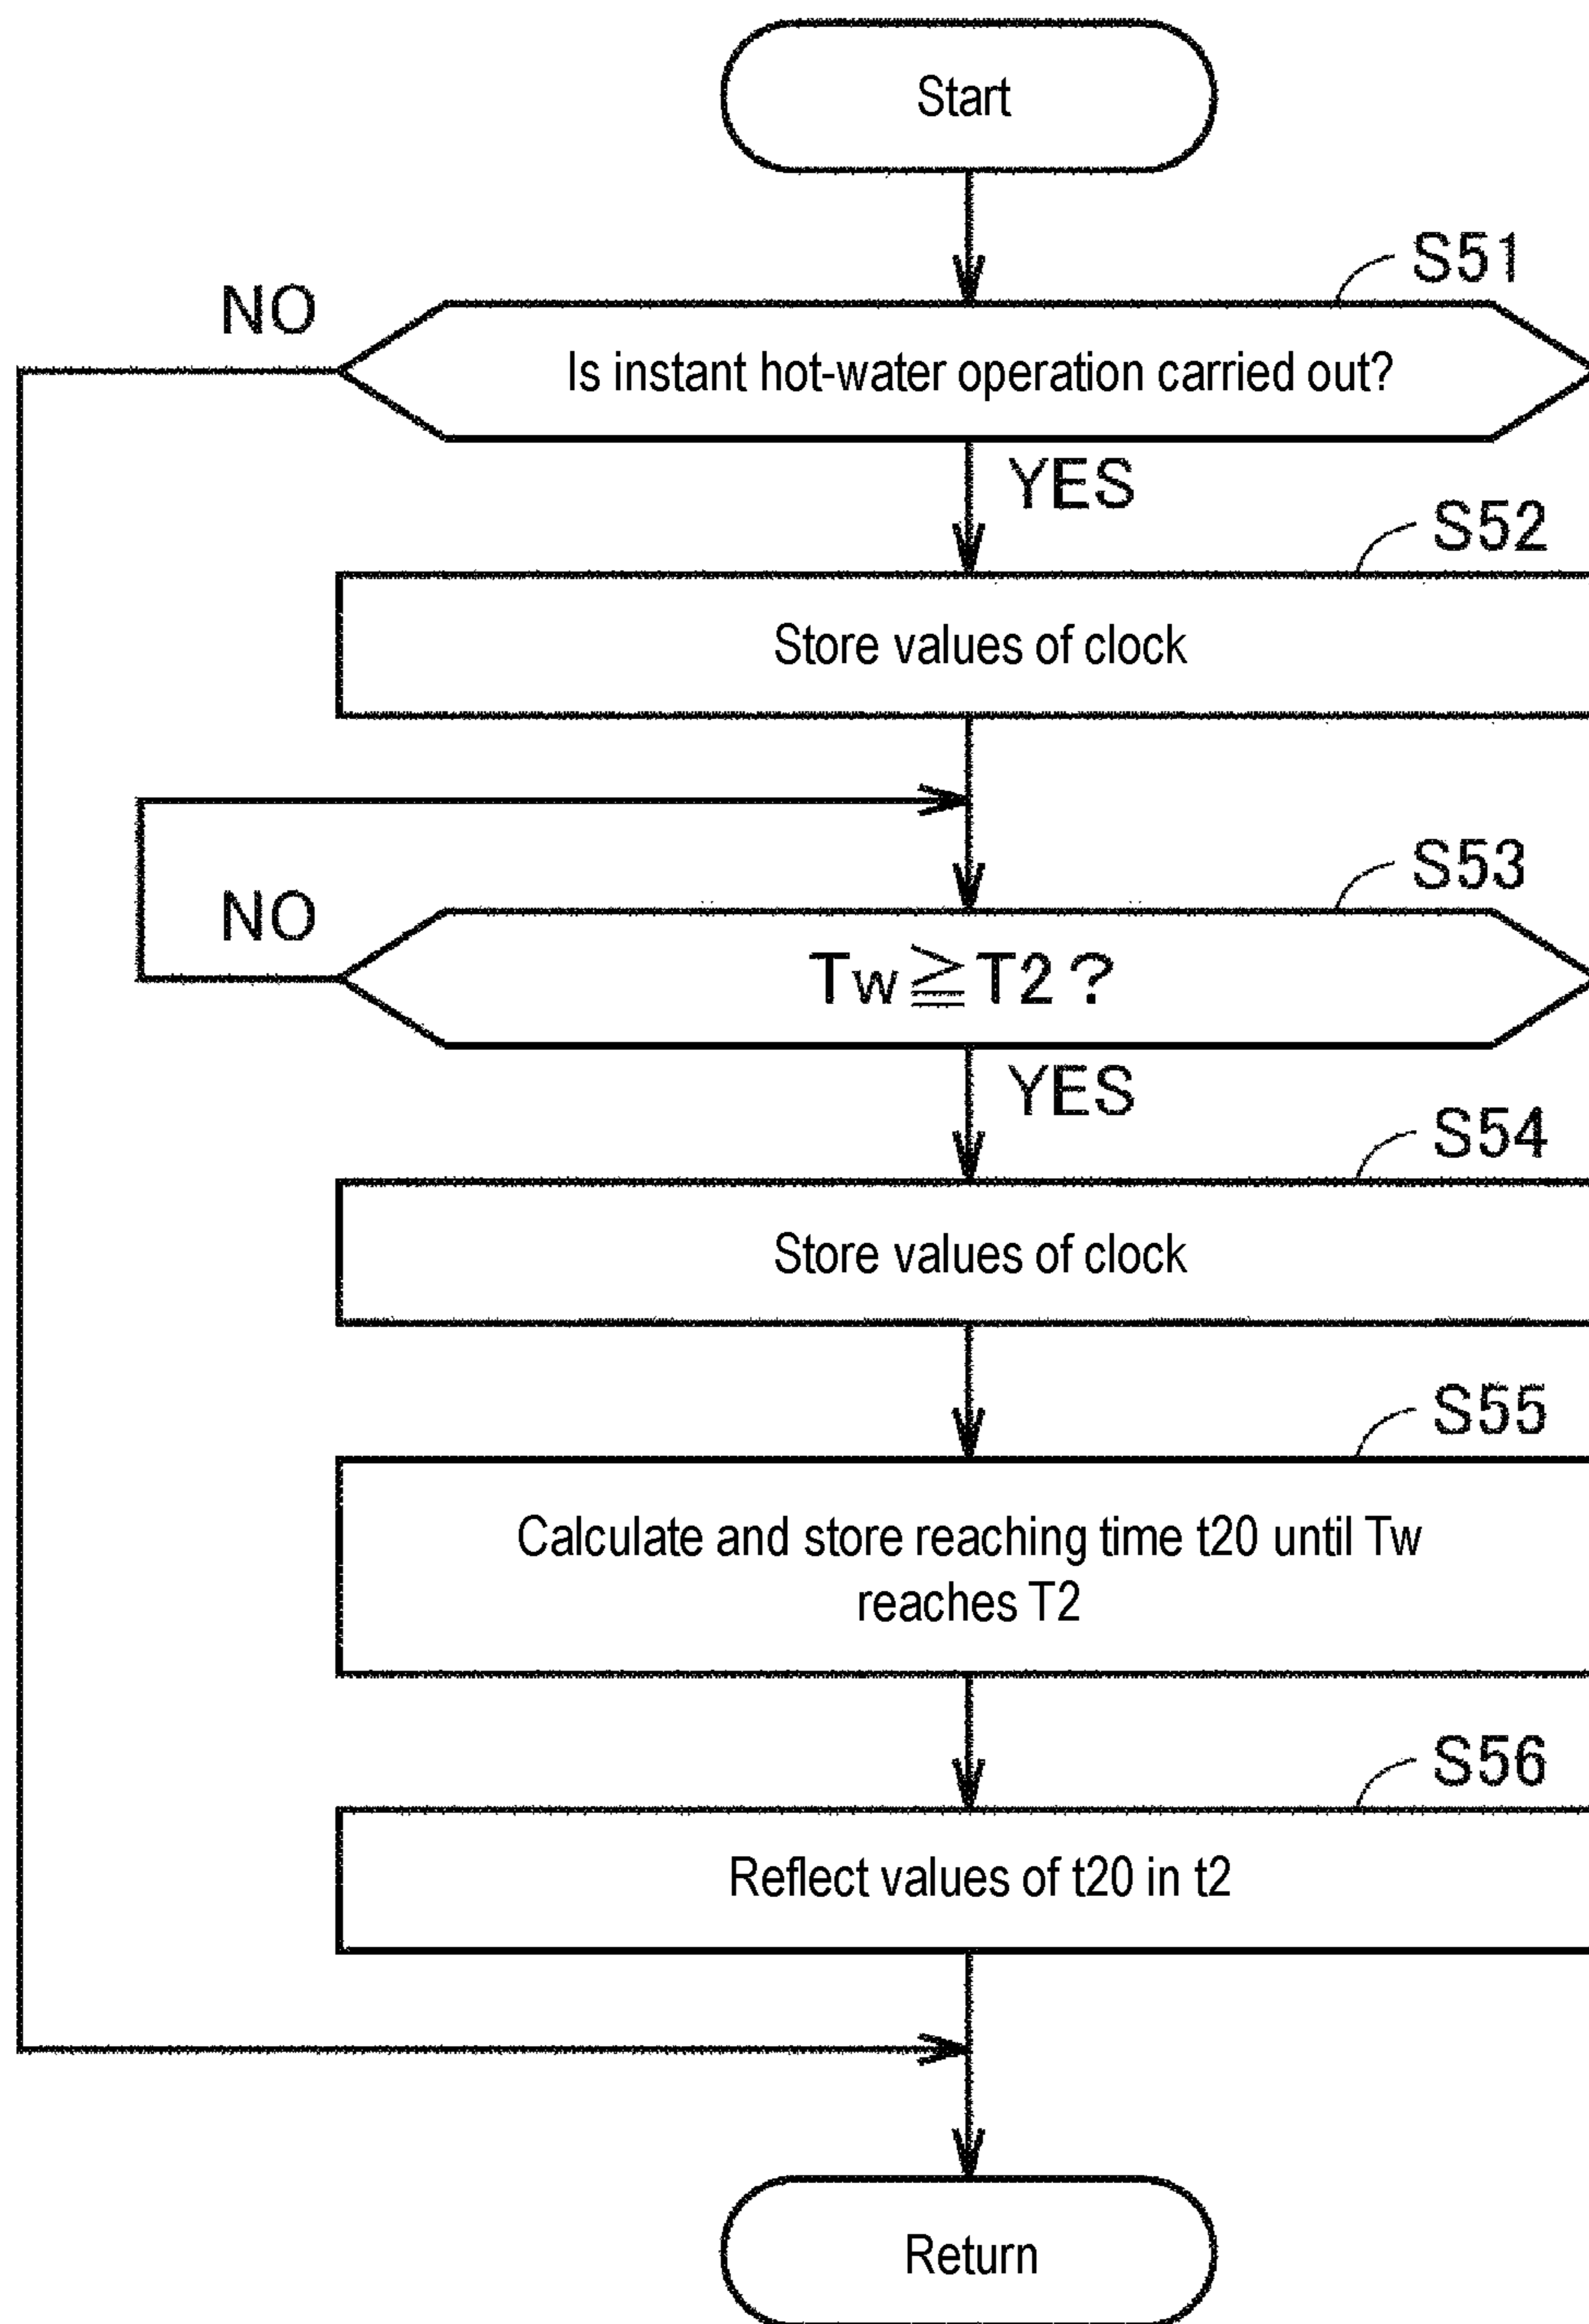 Start
S51
NO
Is instant hot-water operation carried out?
YES
S52
Store values of clock
S53
NO
Tw≧T2?
YES
S54
Store values of clock
S55
Calculate and store reaching time t20 until Tw
reaches T2
S56
Reflect values of t20 in t2
Return